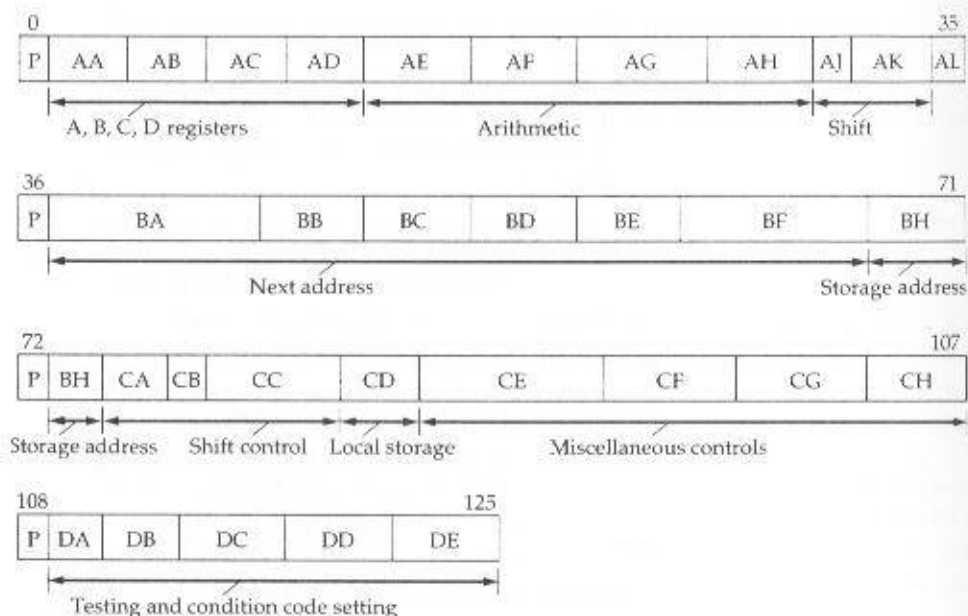 0 35
P AA AB AC AD AE AF AG AH AJ AK AL
A, B, C, D registers Arithmetic Shift
36 71
P BA BB BC BD BE BF BH
Next address Storage address
72 107
P BH CA CB CC CD CE CF CG CH
Storage address Shift control Local storage Miscellaneous controls
108 125
P DA DB DC DD DE
Testing and condition code setting